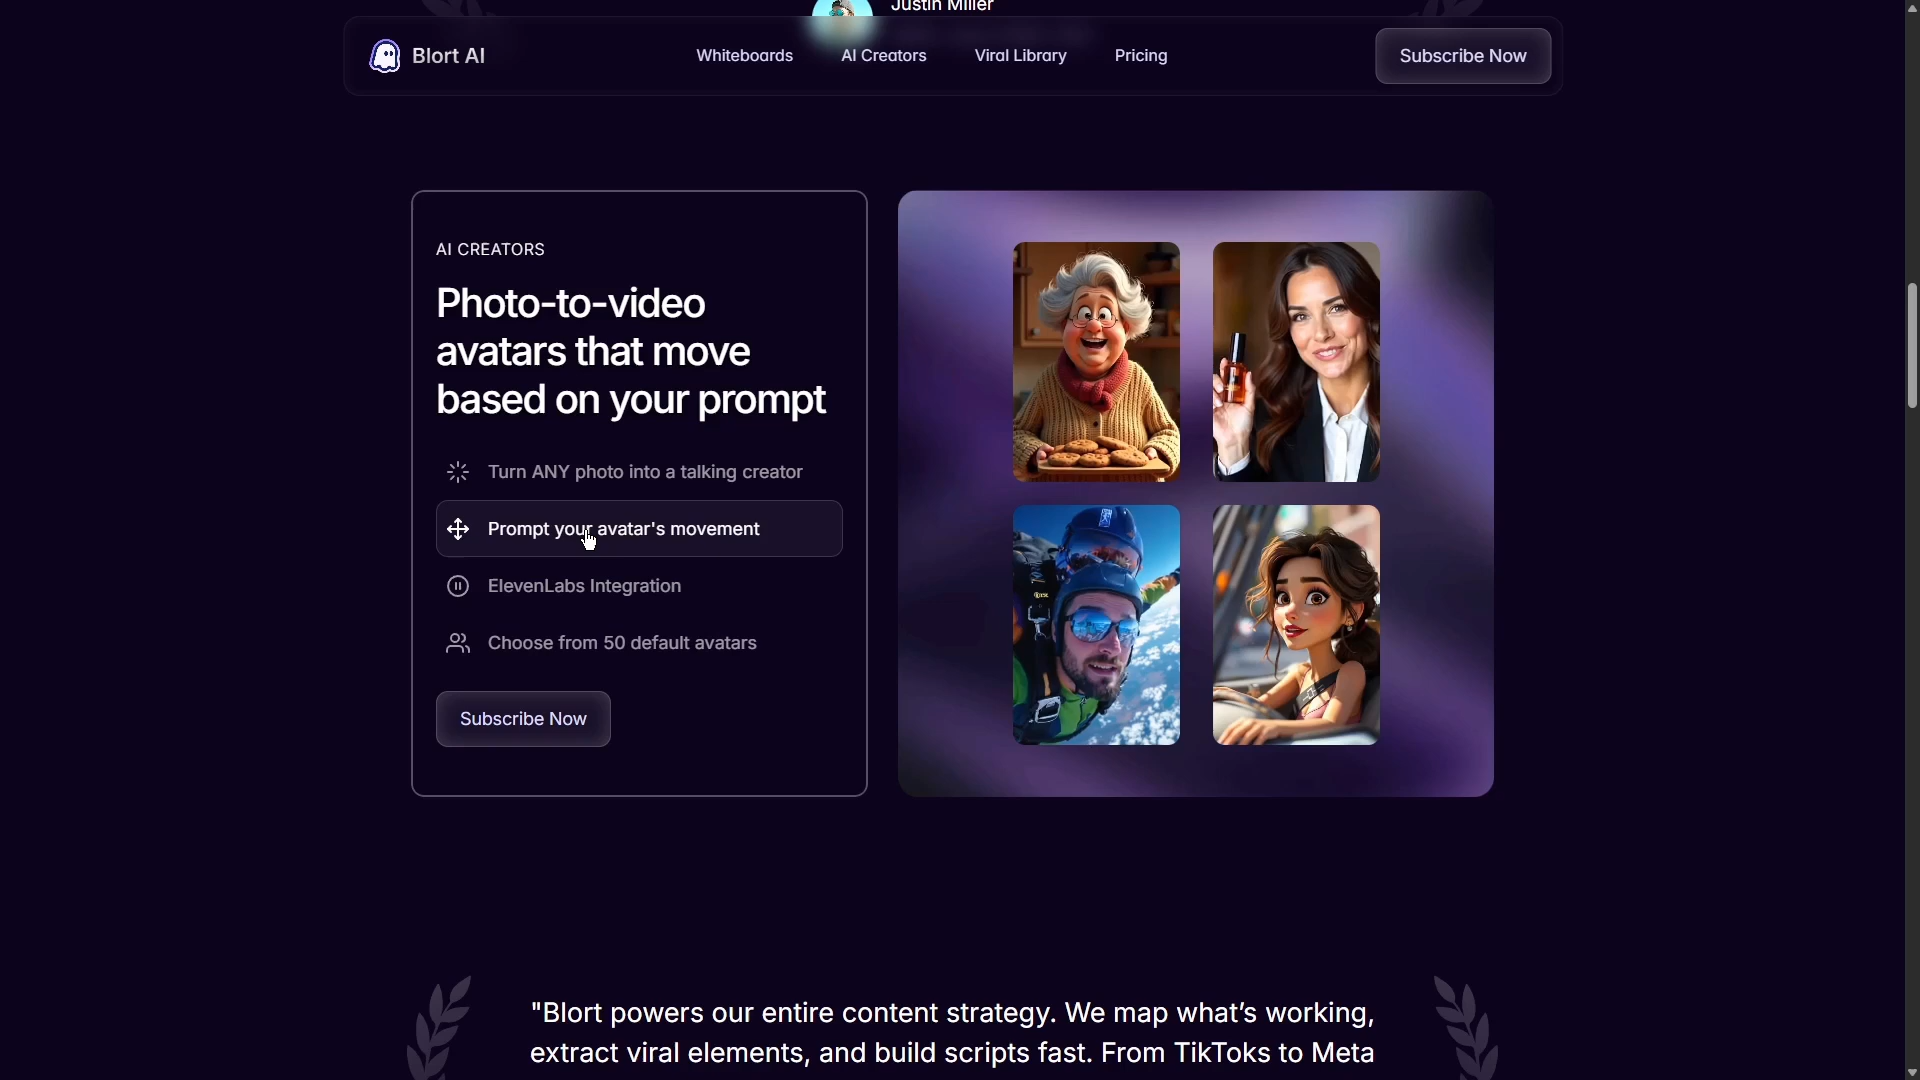 Justin Miller
Blort AI
Whiteboards
AI Creators
Viral Library
Pricing
Subscribe Now
AI CREATORS
Photo-to-video
avatars that move
based on your prompt
Turn ANY photo into a talking creator
Prompt your avatar's movement
ElevenLabs Integration
Choose from 50 default avatars
Subscribe Now
"Blort powers our entire content strategy. We map what’s working,
extract viral elements, and build scripts fast. From TikToks to Meta